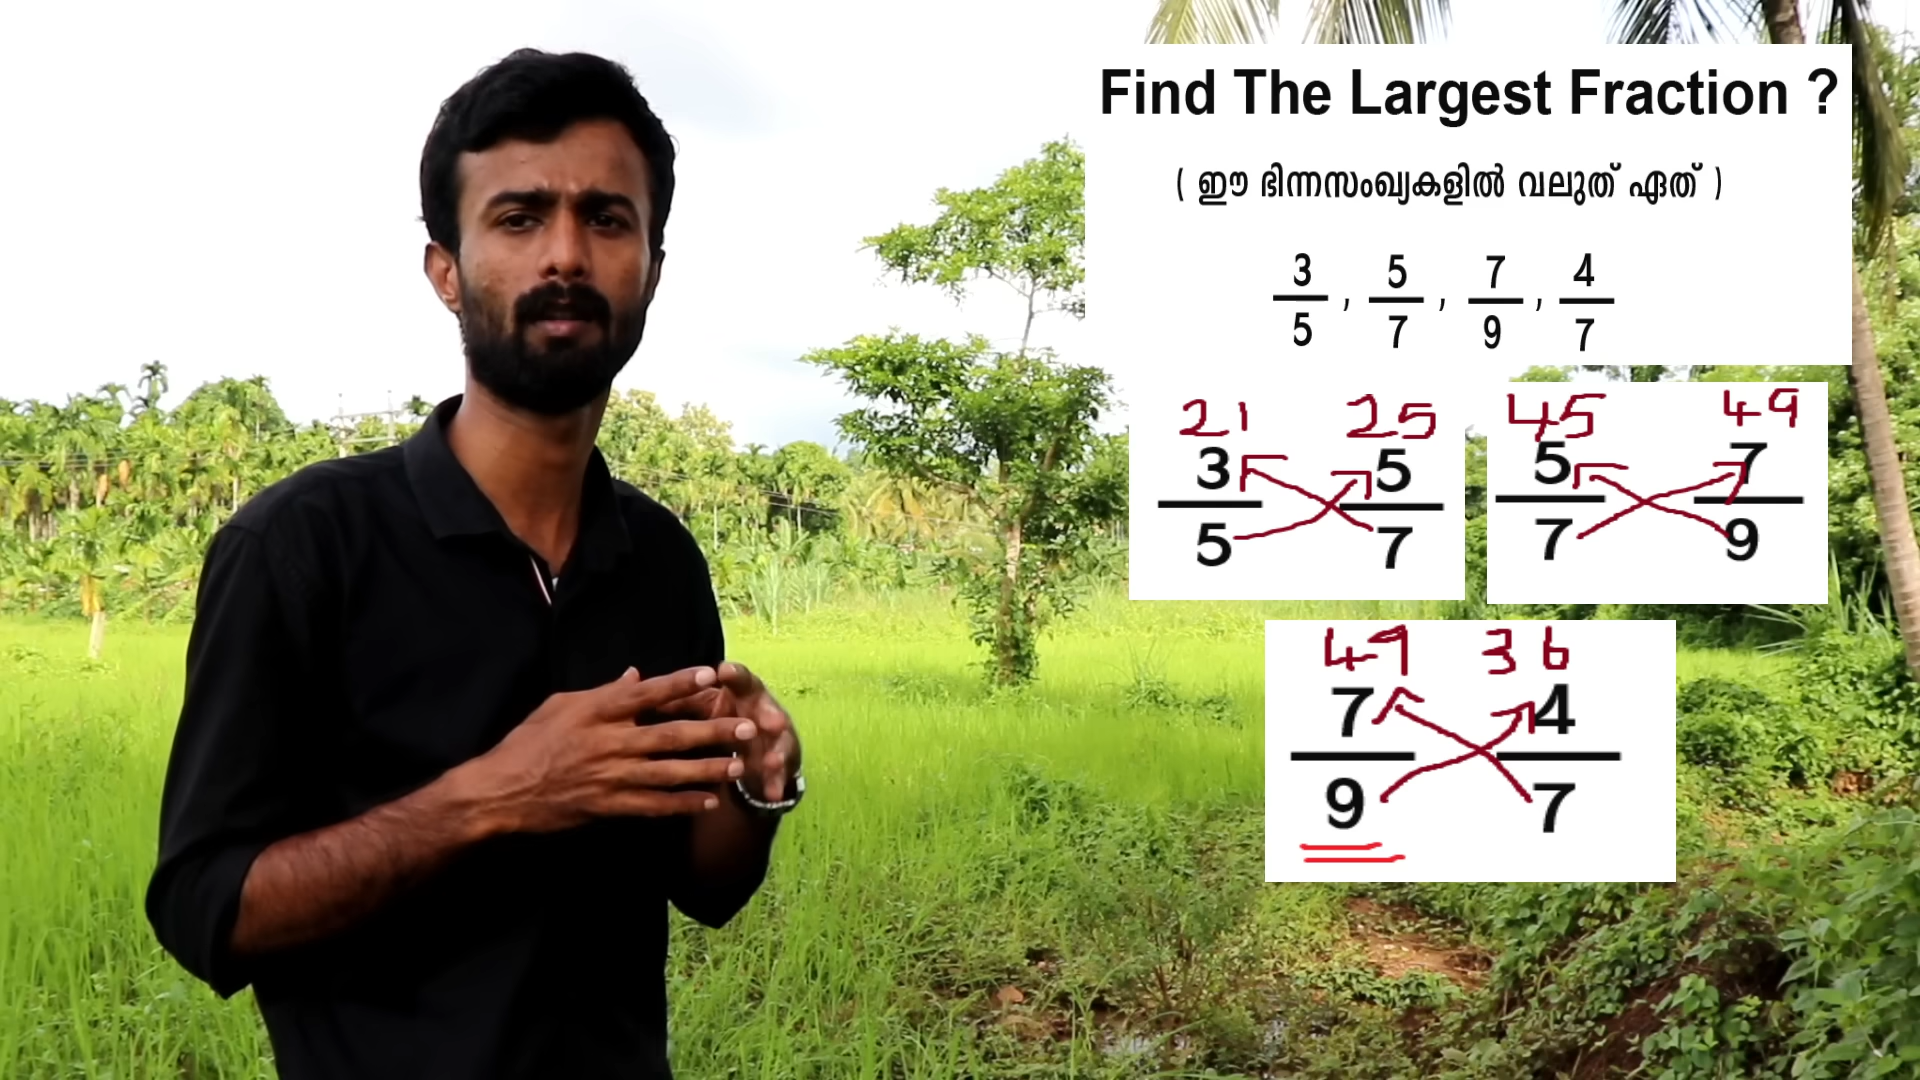 Find The Largest Fraction ?
( ഈ ഭിന്നസംഖ്യകളിൽ വലുത് ഏത് )
3/5 , 5/7 , 7/9 , 4/7
21 25
3/5 5/7
45 49
5/7 7/9
49 36
7/9 4/7